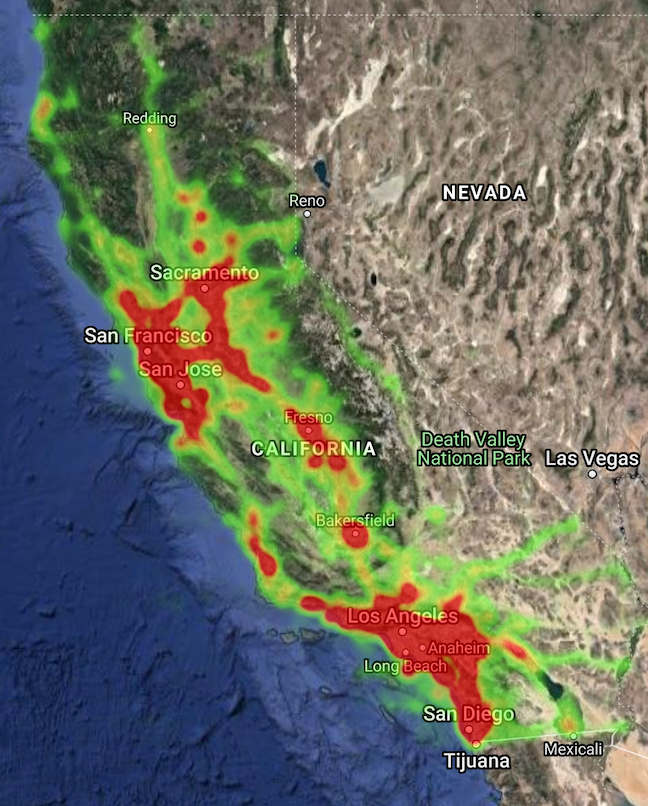 Redding
Reno
NEVADA
Sacramento
San Francisco
San Jose
Fresno
CALIFORNIA
Death Valley
National Park
Las Vegas
Bakersfield
Los Angeles
Anaheim
Long Beach
San Diego
Mexicali
Tijuana